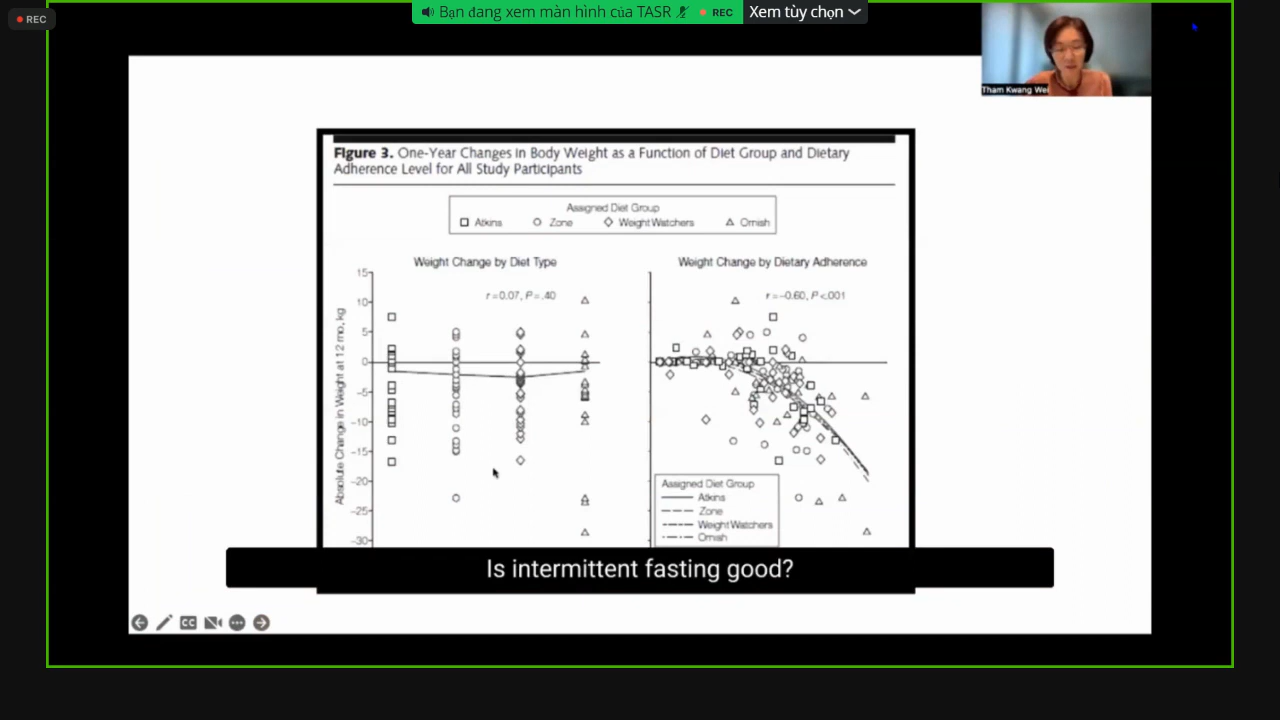 REC
Bạn đang xem màn hình của TASR
REC
Xem tùy chọn
Tham Kwang Wei
Figure 3. One-Year Changes in Body Weight as a Function of Diet Group and Dietary
Adherence Level for All Study Participants
Assigned Diet Group
Atkins
Zone
Weight Watchers
Ornish
Weight Change by Diet Type
r=0.07, P=.40
Absolute Change in Weight at 12 mo, kg
15
10
5
0
-5
-10
-15
-20
-25
-30
Weight Change by Dietary Adherence
r=-0.60, P<.001
Assigned Diet Group
Atkins
Zone
Weight Watchers
Ornish
Is intermittent fasting good?
CC